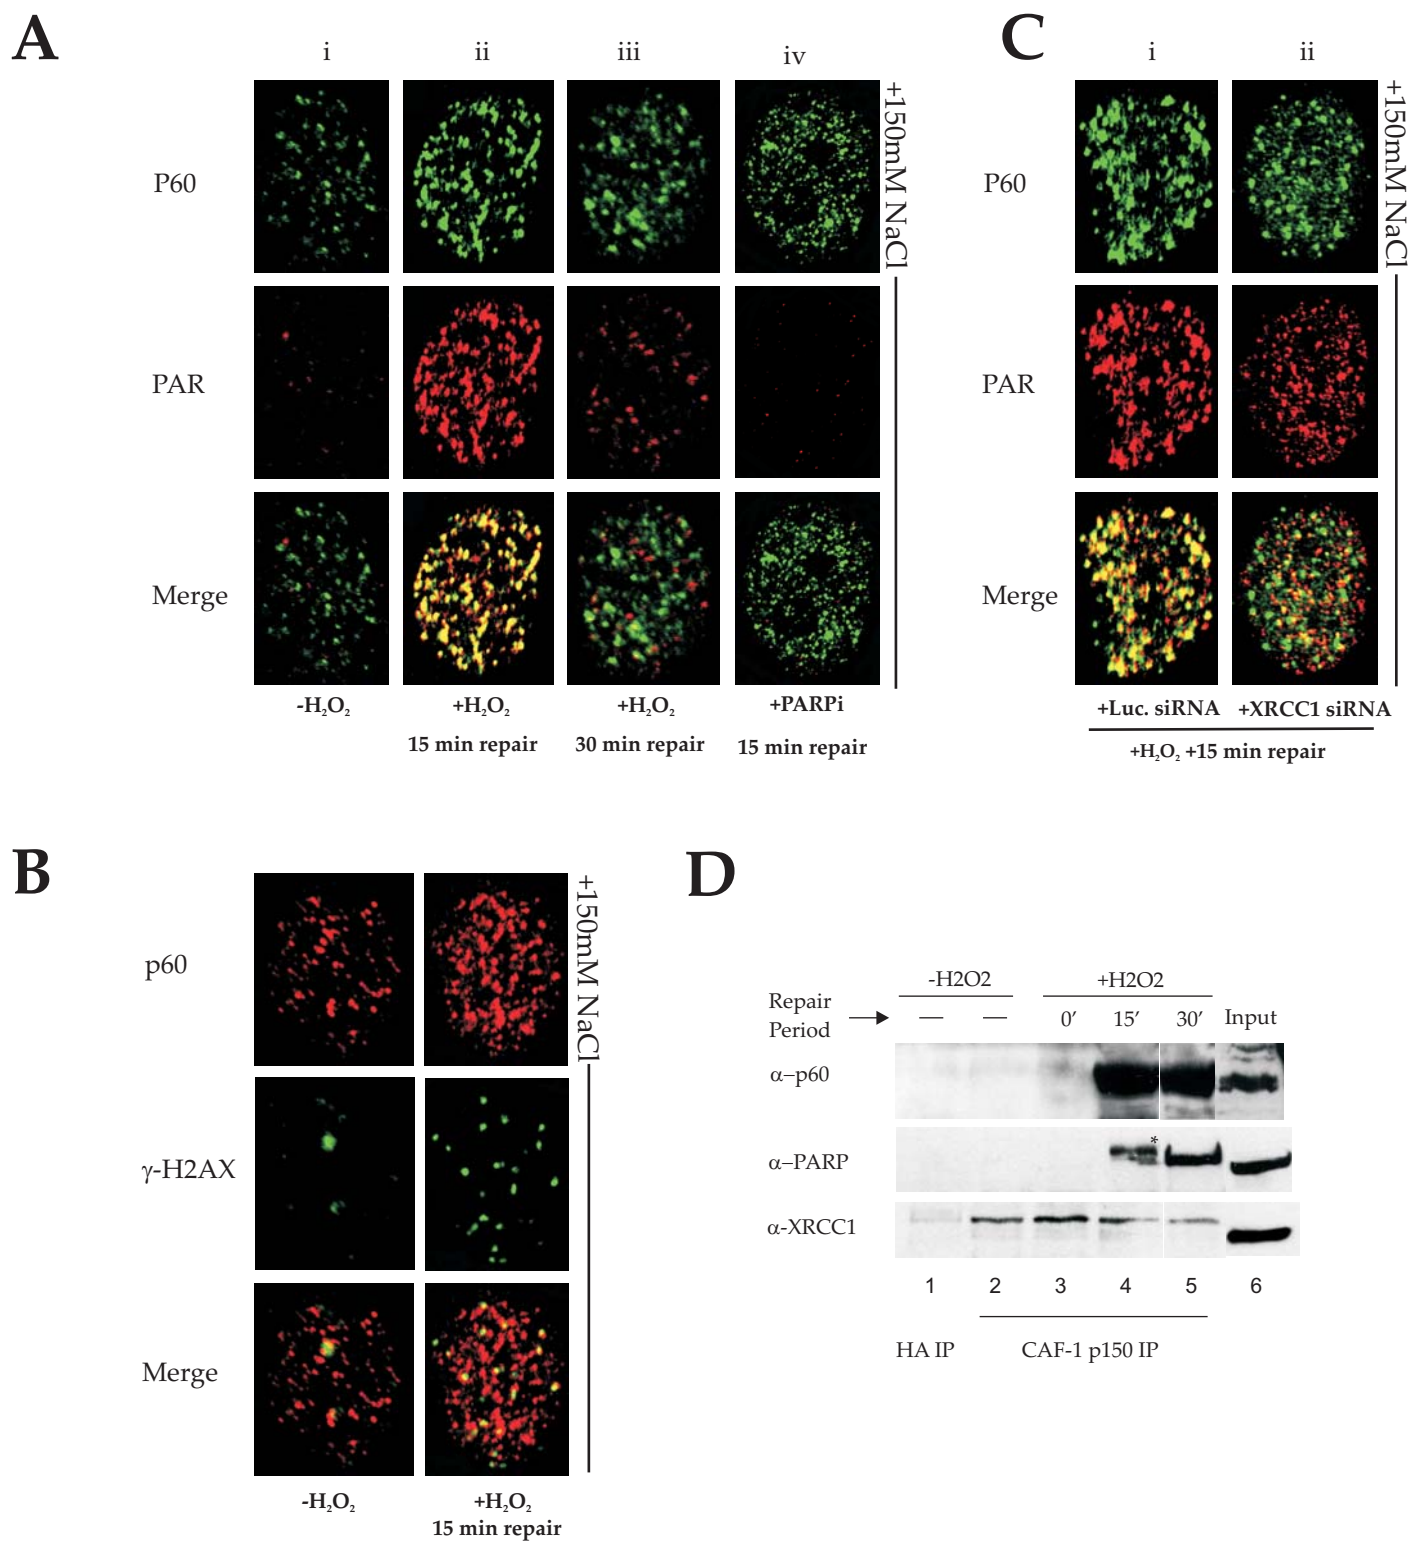 A
i ii iii iv
P60
PAR
Merge
+150mM NaCl
-H₂O₂ +H₂O₂ +H₂O₂ +PARPi
15 min repair 30 min repair 15 min repair
C
i ii
P60
PAR
Merge
+150mM NaCl
+Luc. siRNA +XRCC1 siRNA
+H₂O₂ +15 min repair
B
p60
γ-H2AX
Merge
+150mM NaCl
-H₂O₂ +H₂O₂
15 min repair
D
-H2O2 +H2O2
Repair
Period — — 0′ 15′ 30′ Input
α–p60
α–PARP *
α-XRCC1
1 2 3 4 5 6
HA IP CAF-1 p150 IP